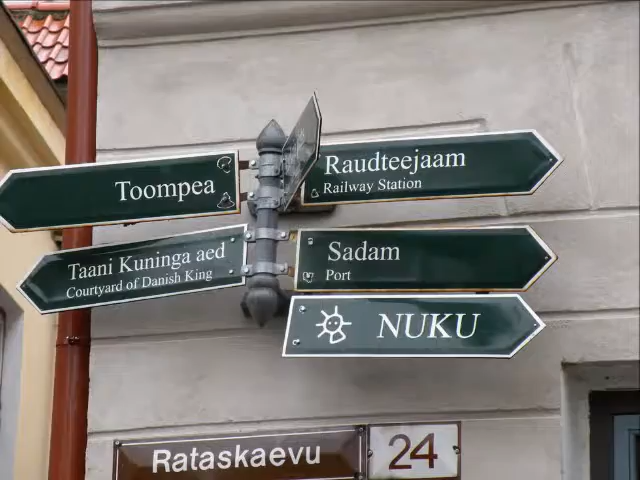 Toompea
Raudteejaam
Railway Station
Taani Kuninga aed
Courtyard of Danish King
Sadam
Port
NUKU
Rataskaevu
24